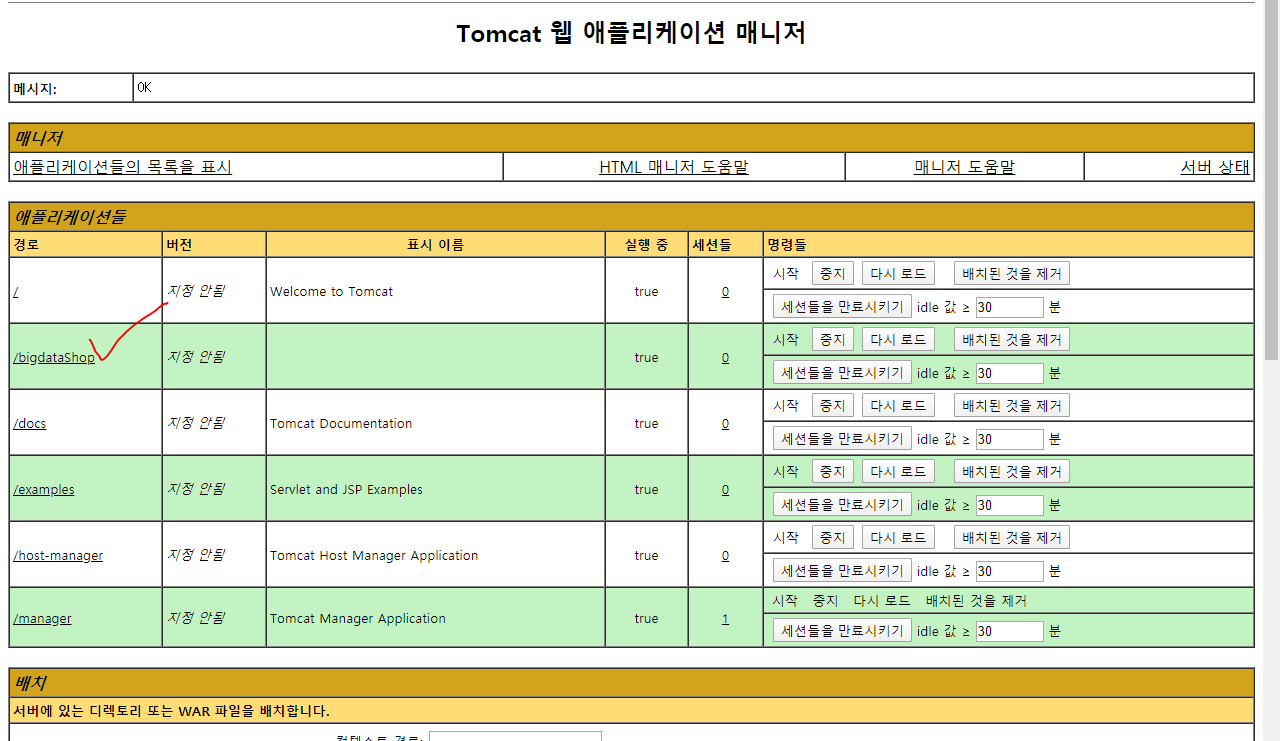 Tomcat 웹 애플리케이션 매니저
메시지: OK
매니저
애플리케이션들의 목록을 표시 HTML 매니저 도움말 매니저 도움말 서버 상태
애플리케이션들
경로 버전 표시 이름 실행 중 세션들 명령들
/ 지정 안됨 Welcome to Tomcat true 0 시작 중지 다시 로드 배치된 것을 제거
세션들을 만료시키기 idle 값 ≥ 30 분
/bigdataShop 지정 안됨 true 0 시작 중지 다시 로드 배치된 것을 제거
세션들을 만료시키기 idle 값 ≥ 30 분
/docs 지정 안됨 Tomcat Documentation true 0 시작 중지 다시 로드 배치된 것을 제거
세션들을 만료시키기 idle 값 ≥ 30 분
/examples 지정 안됨 Servlet and JSP Examples true 0 시작 중지 다시 로드 배치된 것을 제거
세션들을 만료시키기 idle 값 ≥ 30 분
/host-manager 지정 안됨 Tomcat Host Manager Application true 0 시작 중지 다시 로드 배치된 것을 제거
세션들을 만료시키기 idle 값 ≥ 30 분
/manager 지정 안됨 Tomcat Manager Application true 1 시작 중지 다시 로드 배치된 것을 제거
세션들을 만료시키기 idle 값 ≥ 30 분
배치
서버에 있는 디렉토리 또는 WAR 파일을 배치합니다.
컨텍스트 경로: